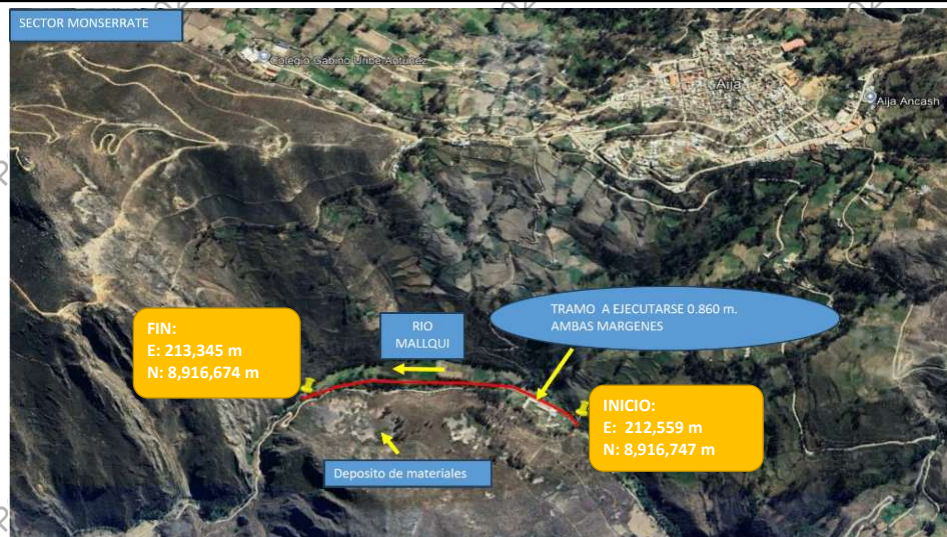 SECTOR MONSERRATE
Colegio Gabino Uribe Antunez
Aija
Aija Ancash
TRAMO A EJECUTARSE 0.860 m.
AMBAS MARGENES
RIO
MALLQUI
FIN:
E: 213,345 m
N: 8,916,674 m
INICIO:
E: 212,559 m
N: 8,916,747 m
Deposito de materiales